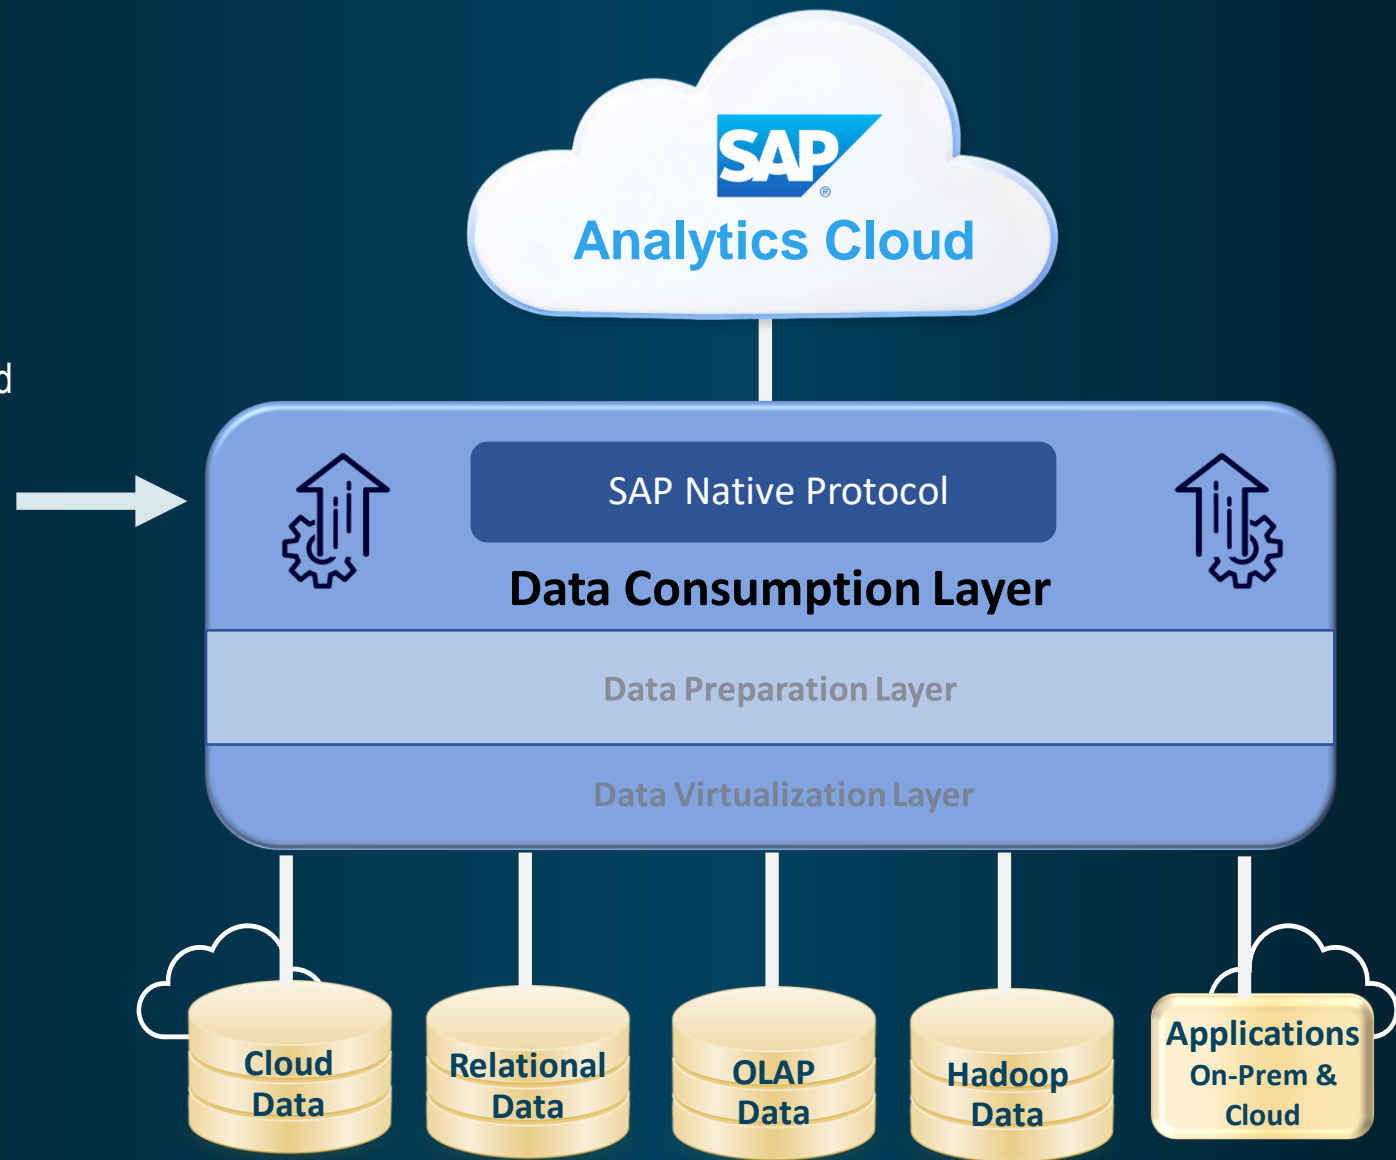 SAP
®
Analytics Cloud
d
SAP Native Protocol
Data Consumption Layer
Data Preparation Layer
Data Virtualization Layer
Cloud
Data
Relational
Data
OLAP
Data
Hadoop
Data
Applications
On-Prem &
Cloud